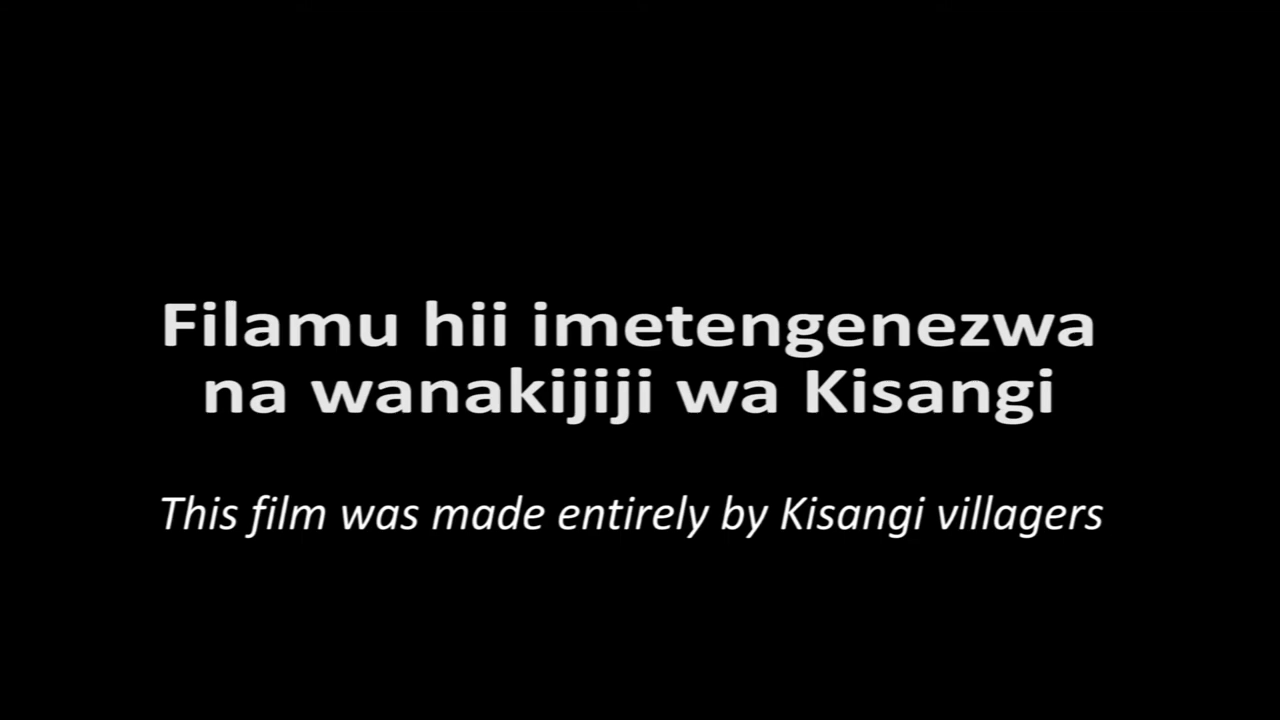 Filamu hii imetengenezwa
na wanakijiji wa Kisangi
This film was made entirely by Kisangi villagers